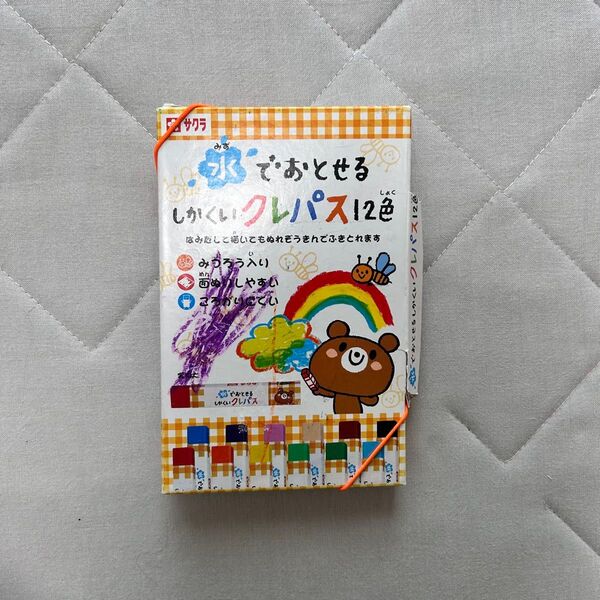 サクラ
みず
水でおとせる
しょく
しかくいクレパス12色
はみだして描いてもぬれぞうきんでふきとれます
みつろう入り
めん
面ぬりしやすい
ころがりにくい
水でおとせる
しかくいクレパス
水でおとせるしかくいクレパス12色